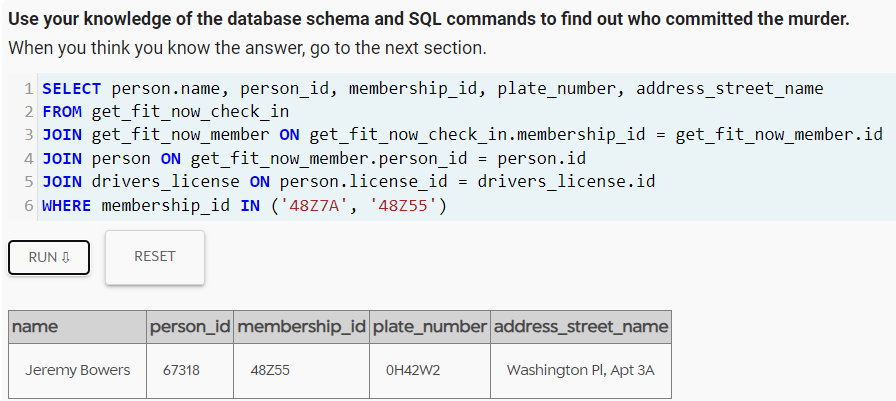 Use your knowledge of the database schema and SQL commands to find out who committed the murder.
When you think you know the answer, go to the next section.
1 SELECT person.name, person_id, membership_id, plate_number, address_street_name
2 FROM get_fit_now_check_in
3 JOIN get_fit_now_member ON get_fit_now_check_in.membership_id = get_fit_now_member.id
4 JOIN person ON get_fit_now_member.person_id = person.id
5 JOIN drivers_license ON person.license_id = drivers_license.id
6 WHERE membership_id IN ('48Z7A', '48Z55')
RUN ⇩ RESET
name person_id membership_id plate_number address_street_name
Jeremy Bowers 67318 48Z55 0H42W2 Washington Pl, Apt 3A